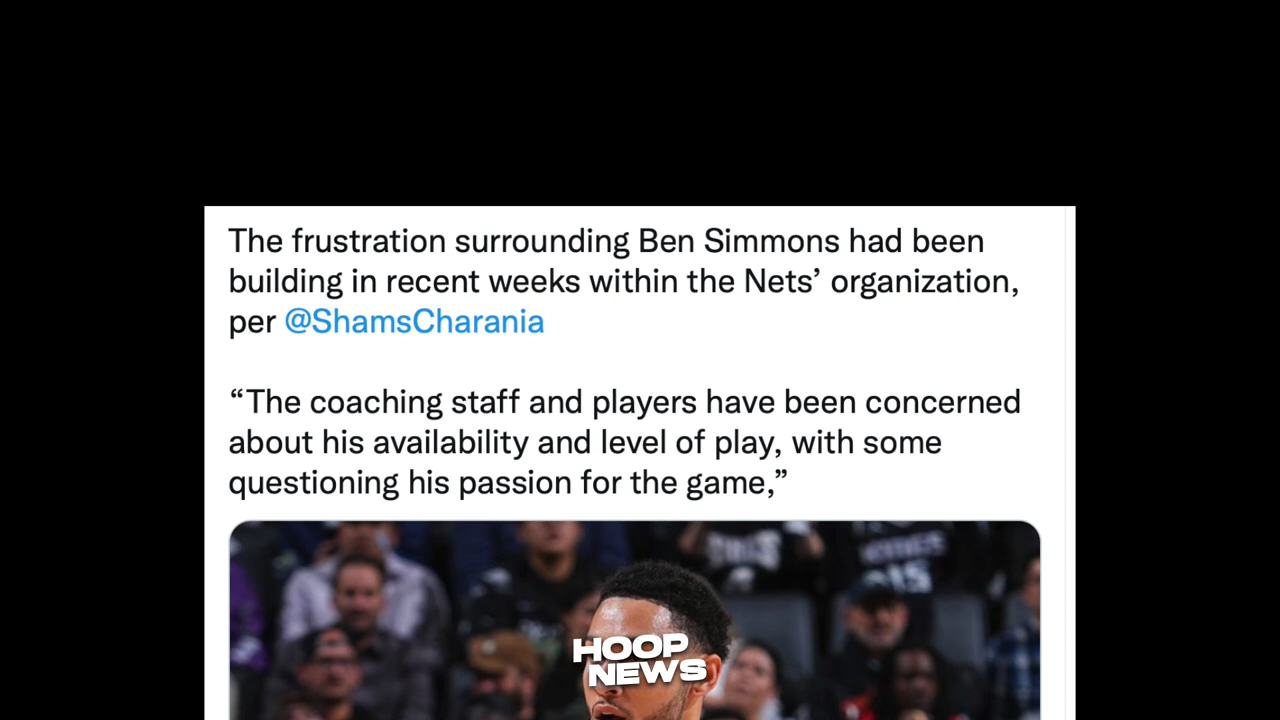 The frustration surrounding Ben Simmons had been
building in recent weeks within the Nets’ organization,
per @ShamsCharania
“The coaching staff and players have been concerned
about his availability and level of play, with some
questioning his passion for the game,”
HOOP
NEWS